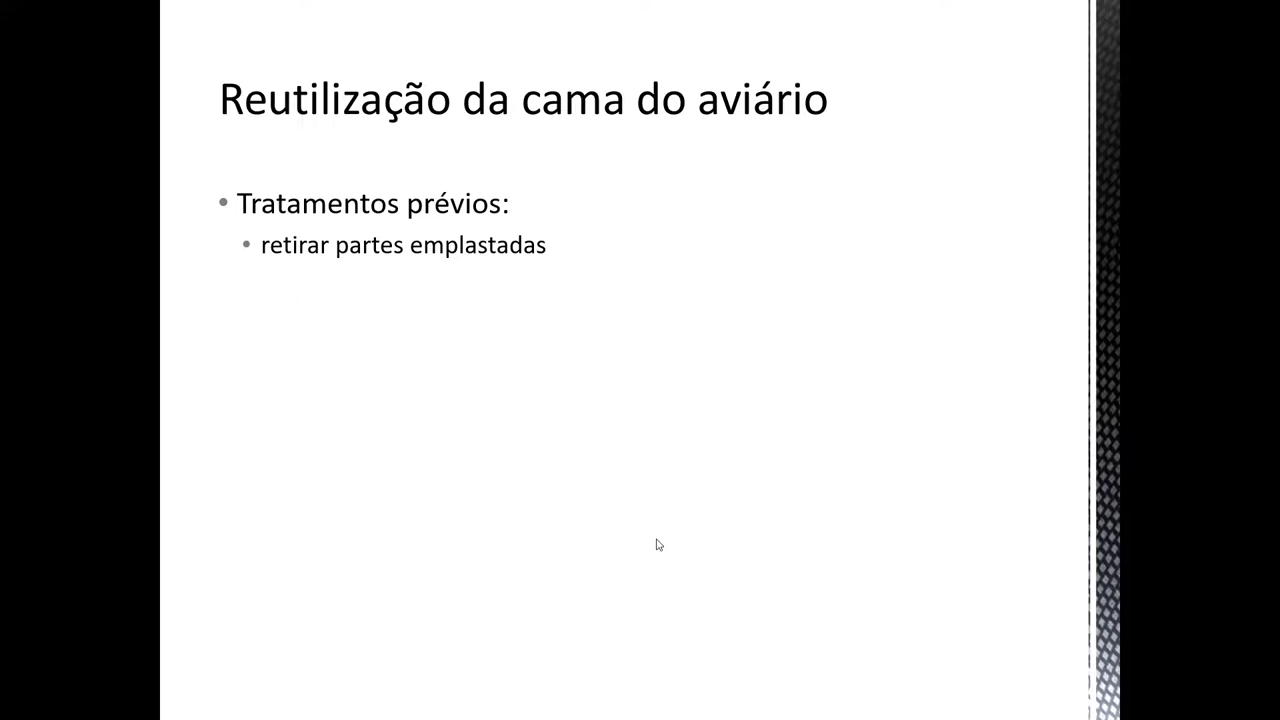 Reutilização da cama do aviário
• Tratamentos prévios:
• retirar partes emplastadas